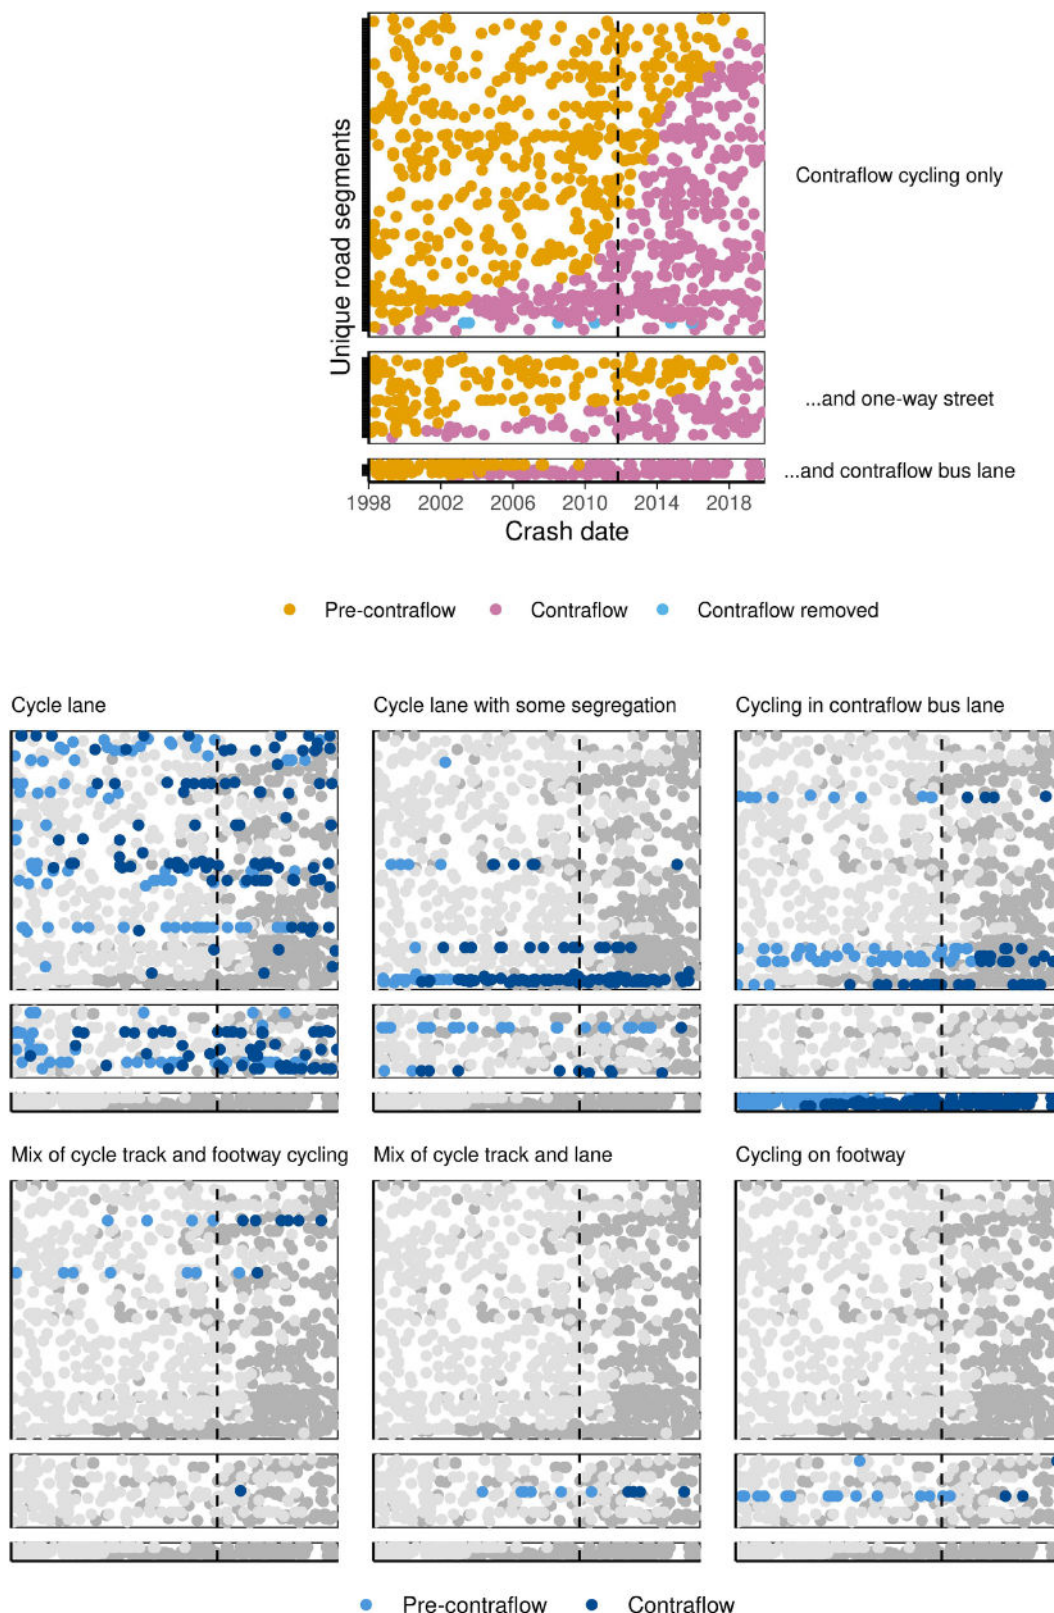 Unique road segments
Contraflow cycling only
...and one-way street
...and contraflow bus lane
1998 2002 2006 2010 2014 2018
Crash date
Pre-contraflow Contraflow Contraflow removed
Cycle lane
Cycle lane with some segregation
Cycling in contraflow bus lane
Mix of cycle track and footway cycling
Mix of cycle track and lane
Cycling on footway
Pre-contraflow Contraflow